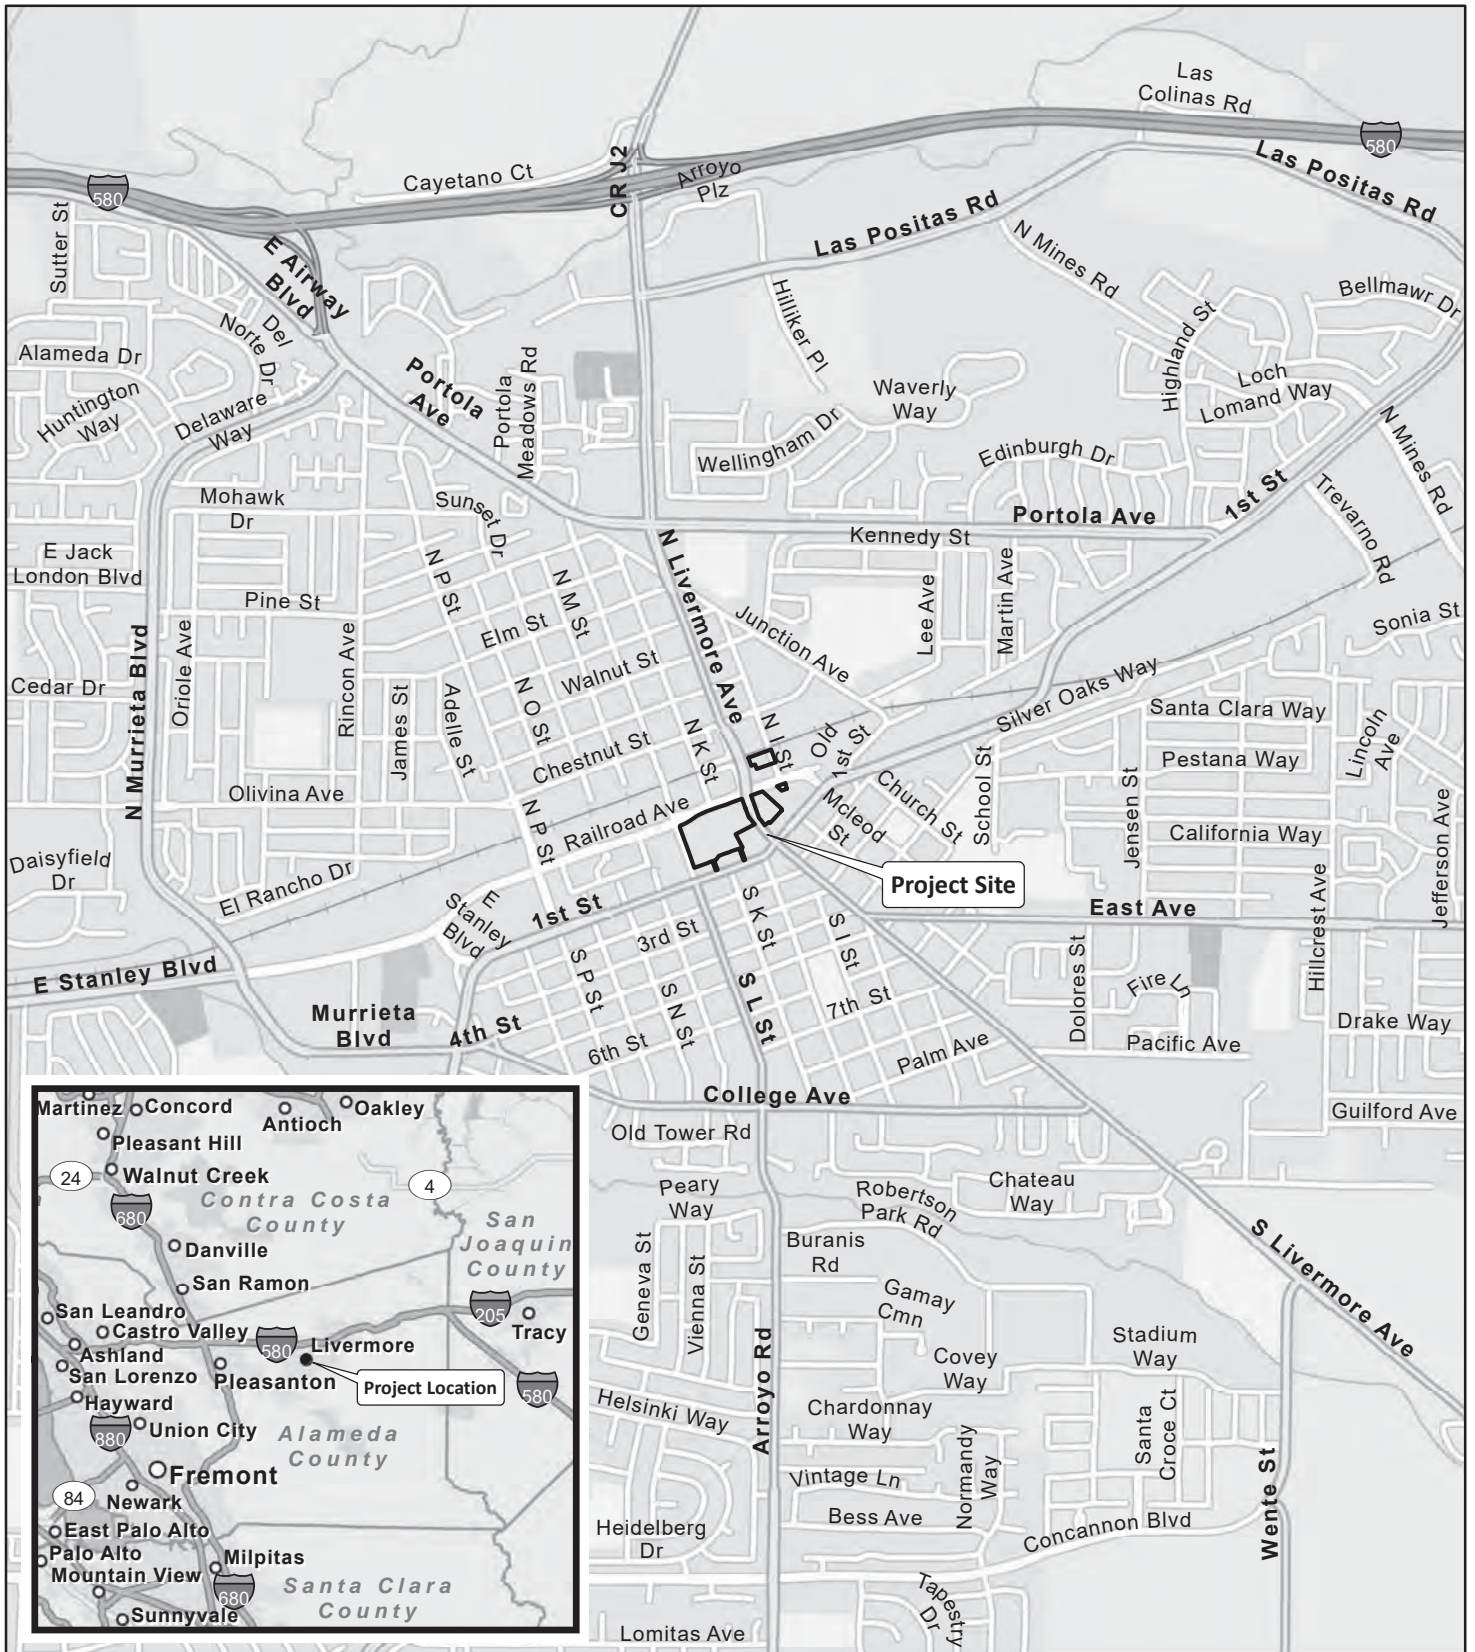 Las
Colinas Rd
580
Las Positas Rd
Cayetano Ct
CR J2
Arroyo
Plz
580
Las Positas Rd
N Mines Rd
Sutter St
E Airway
Blvd
Bellmawr Dr
Hilliker Pl
Highland St
Del
Norte Dr
Alameda Dr
Portola
Ave
Portola
Meadows Rd
Loch
Lomand Way
Waverly
Way
Huntington
Way
Delaware
Way
N Mines Rd
Wellingham Dr
Edinburgh Dr
1st St
Trevarno Rd
Mohawk
Dr
Sunset Dr
Portola Ave
Kennedy St
E Jack
London Blvd
N P St
N M St
N Livermore Ave
Lee Ave
Martin Ave
Pine St
Elm St
Junction Ave
Sonia St
N Murrieta Blvd
Oriole Ave
Rincon Ave
Walnut St
Cedar Dr
James St
Adelle St
N O St
Silver Oaks Way
Santa Clara Way
Lincoln
Ave
N K St
N I St
Old
1st St
Chestnut St
Pestana Way
School St
Jensen St
Olivina Ave
Railroad Ave
Church St
Mcleod
St
California Way
Jefferson Ave
N P St
Daisyfield
Dr
El Rancho Dr
Project Site
Hillcrest Ave
E
Stanley
Blvd
1st St
3rd St
S K St
S I St
East Ave
E Stanley Blvd
S P St
S N St
S L St
7th St
Dolores St
Fire Ln
Murrieta
Blvd
4th St
6th St
Palm Ave
Drake Way
Pacific Ave
College Ave
Guilford Ave
Old Tower Rd
Peary
Way
Robertson
Park Rd
Chateau
Way
S Livermore Ave
Geneva St
Vienna St
Buranis
Rd
Gamay
Cmn
Arroyo Rd
Stadium
Way
Covey
Way
Helsinki Way
Chardonnay
Way
Santa
Croce Ct
Normandy
Way
Vintage Ln
Wente St
Bess Ave
Heidelberg
Dr
Concannon Blvd
Tapestry
Dr
Lomitas Ave
Martinez
Concord
Antioch
Oakley
Pleasant Hill
24
Walnut Creek
4
680
Contra Costa
County
San
Joaquin
County
Danville
San Ramon
San Leandro
205
Castro Valley
580
Livermore
Tracy
Ashland
San Lorenzo
Pleasanton
Project Location
580
Hayward
880
Union City
Alameda
County
Fremont
84
Newark
East Palo Alto
Palo Alto
Mountain View
Milpitas
680
Santa Clara
County
Sunnyvale